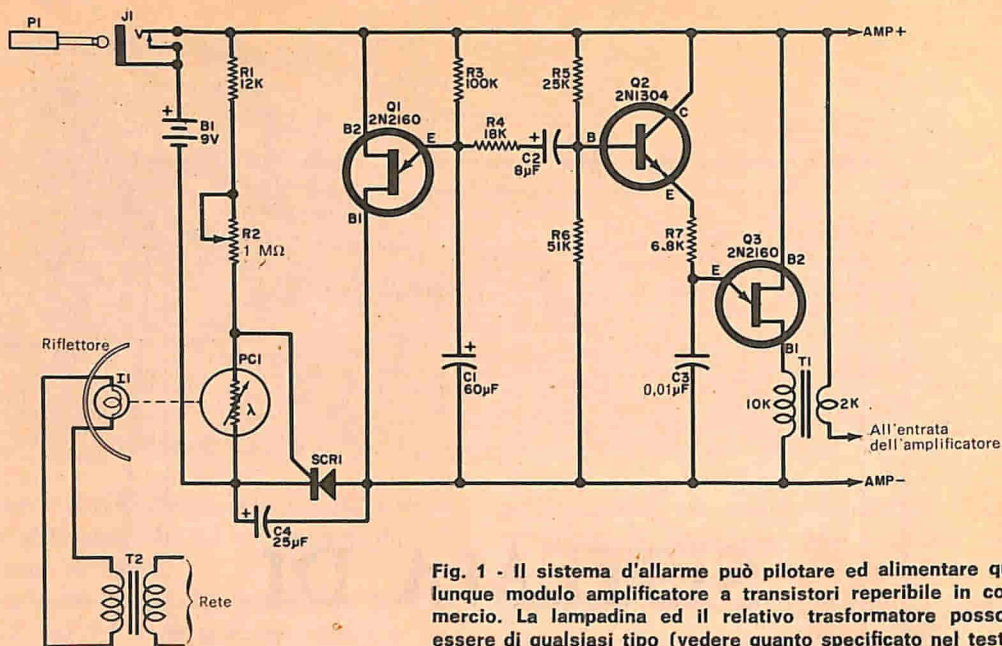 P1
J1
V
AMP+
R1
12K
+
B1
9V
R2
1 MΩ
Q1
2N2160
B2
E
B1
R3
100K
R4
18K
+
C2
8µF
R5
25K
Q2
2N1304
B
C
E
R6
51K
R7
6.8K
Q3
2N2160
E
B2
B1
T1
10K
2K
All'entrata
dell'amplificatore
Riflettore
I1
PC1
λ
+
C1
60µF
C3
0,01µF
SCR1
+
C4
25µF
AMP-
T2
Rete
Fig. 1 - Il sistema d'allarme può pilotare ed alimentare qu
lunque modulo amplificatore a transistori reperibile in co
mercio. La lampadina ed il relativo trasformatore posso
essere di qualsiasi tipo (vedere quanto specificato nel test